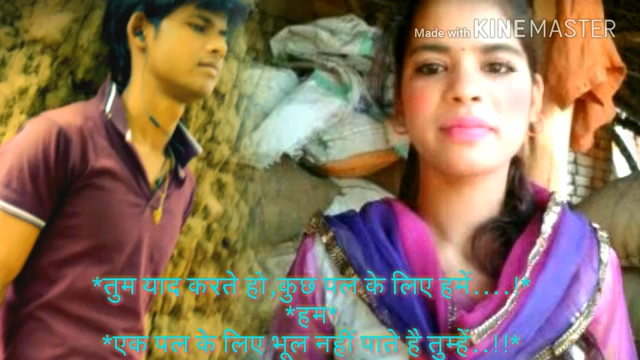 Made with KINEMASTER
*तुम याद करते हो,कुछ पल के लिए हमें....!*
*हम*
*एक पल के लिए भूल नहीं पाते है तुम्हें..!!*